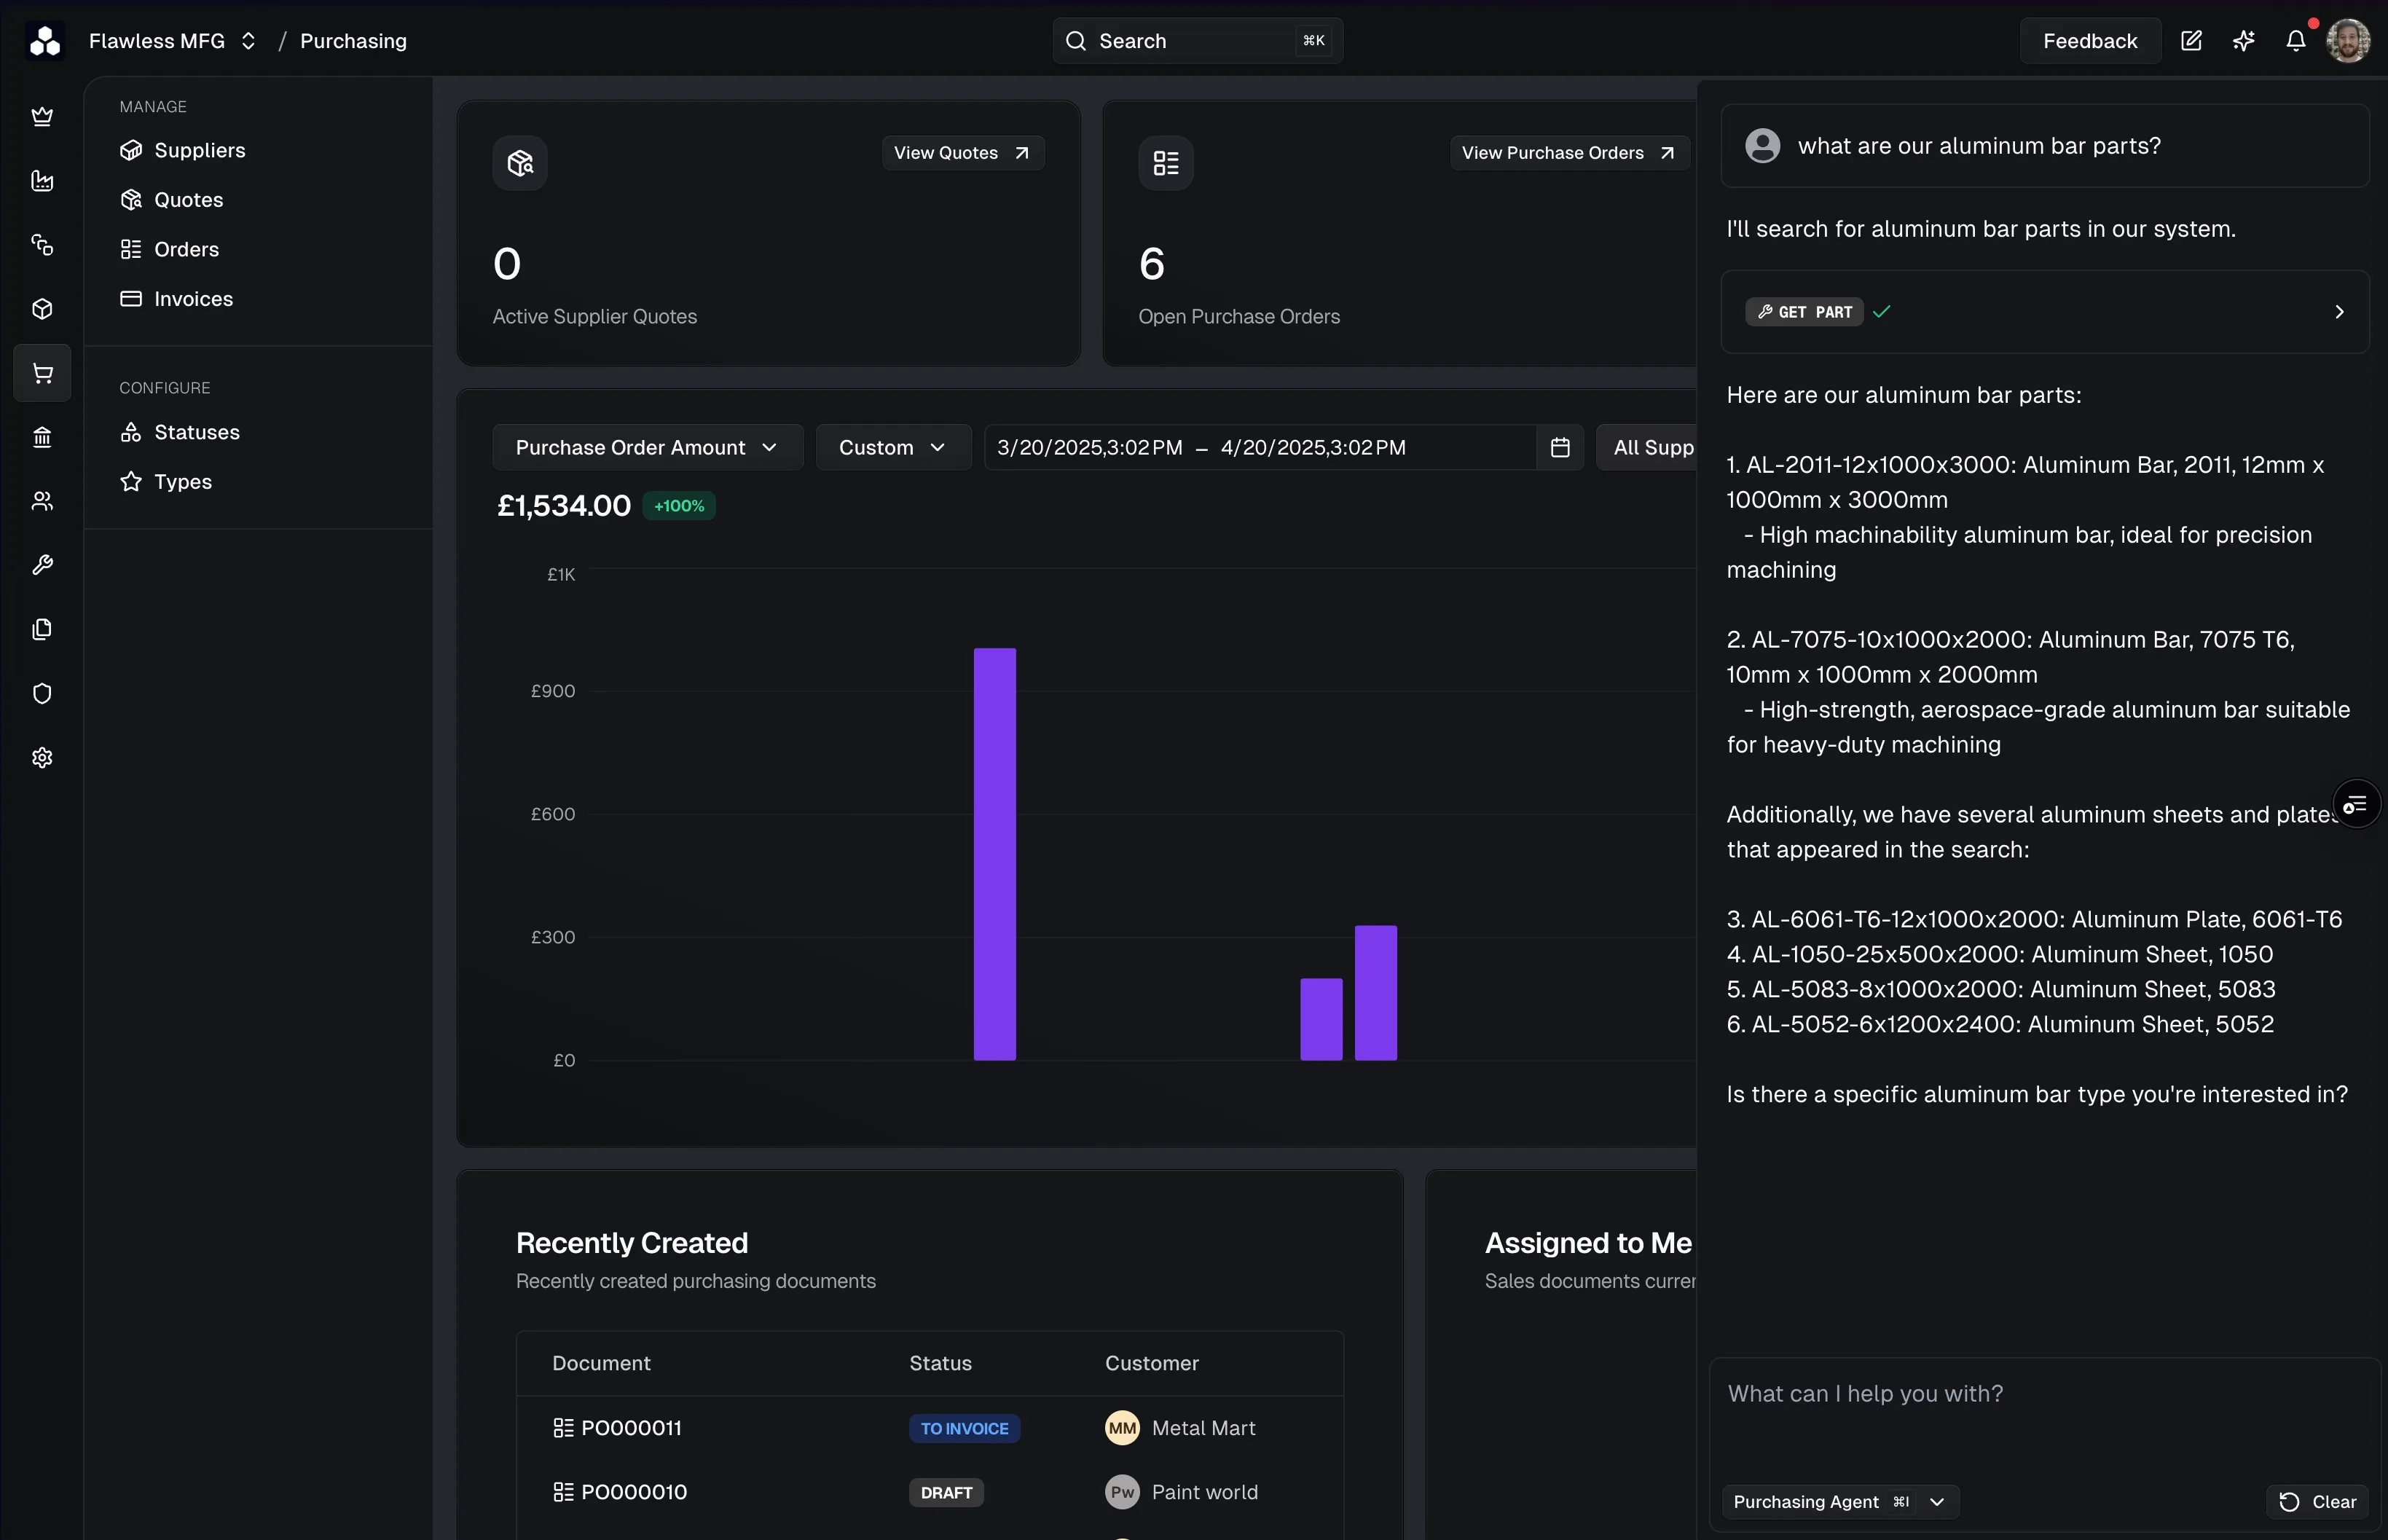 Flawless MFG / Purchasing
Search ⌘K
Feedback
MANAGE
Suppliers
Quotes
Orders
Invoices
CONFIGURE
Statuses
Types
View Quotes
0
Active Supplier Quotes
View Purchase Orders
6
Open Purchase Orders
Purchase Order Amount
Custom
3/20/2025,3:02 PM – 4/20/2025,3:02 PM
All Supp
£1,534.00 +100%
£1K
£900
£600
£300
£0
Recently Created
Recently created purchasing documents
Document Status Customer
PO000011 TO INVOICE MM Metal Mart
PO000010 DRAFT Pw Paint world
Assigned to Me
Sales documents currer
what are our aluminum bar parts?
I'll search for aluminum bar parts in our system.
GET PART
Here are our aluminum bar parts:
1. AL-2011-12x1000x3000: Aluminum Bar, 2011, 12mm x
1000mm x 3000mm
- High machinability aluminum bar, ideal for precision
machining
2. AL-7075-10x1000x2000: Aluminum Bar, 7075 T6,
10mm x 1000mm x 2000mm
- High-strength, aerospace-grade aluminum bar suitable
for heavy-duty machining
Additionally, we have several aluminum sheets and plates
that appeared in the search:
3. AL-6061-T6-12x1000x2000: Aluminum Plate, 6061-T6
4. AL-1050-25x500x2000: Aluminum Sheet, 1050
5. AL-5083-8x1000x2000: Aluminum Sheet, 5083
6. AL-5052-6x1200x2400: Aluminum Sheet, 5052
Is there a specific aluminum bar type you're interested in?
What can I help you with?
Purchasing Agent ⌘I
Clear